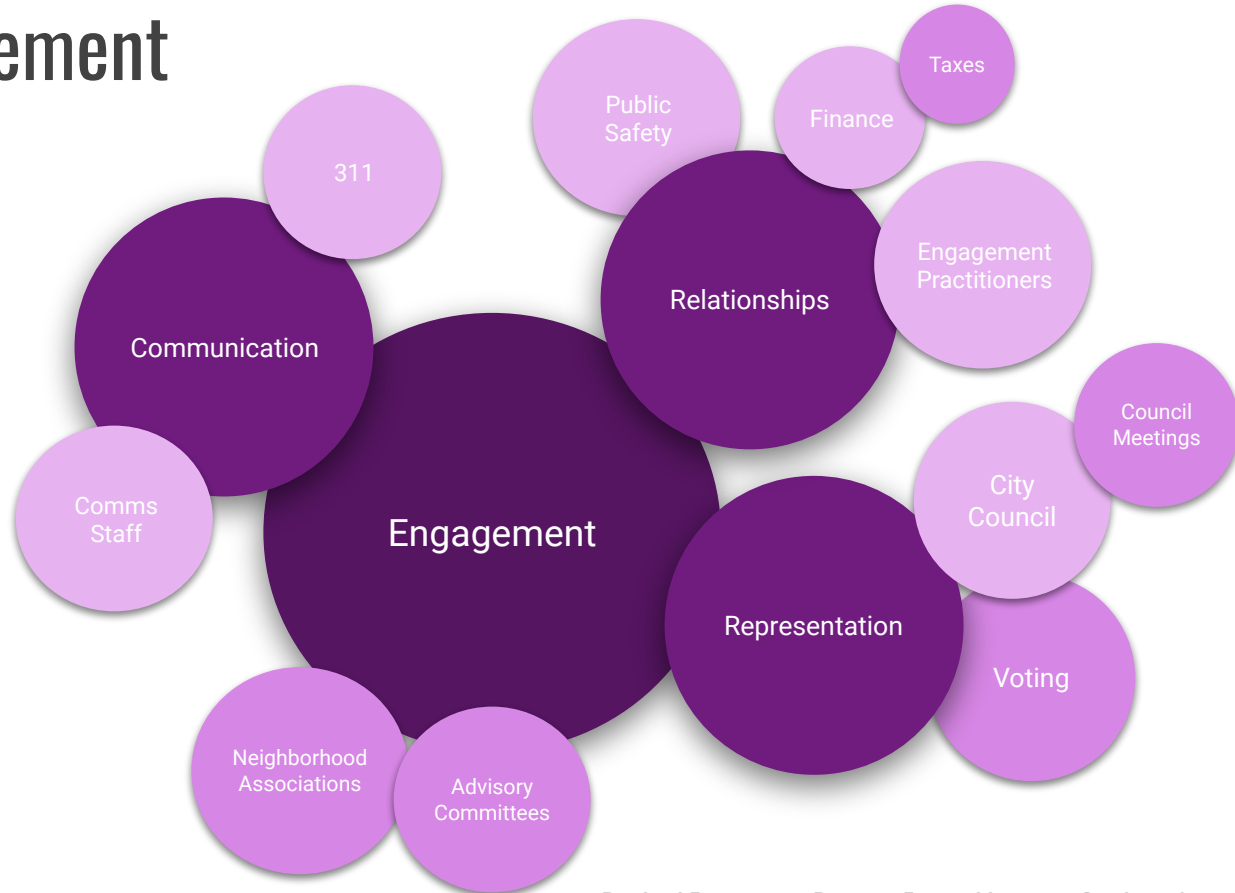 ement
Taxes
Public
Safety
Finance
311
Engagement
Practitioners
Relationships
Communication
Council
Meetings
City
Council
Comms
Staff
Engagement
Representation
Voting
Neighborhood
Associations
Advisory
Committees